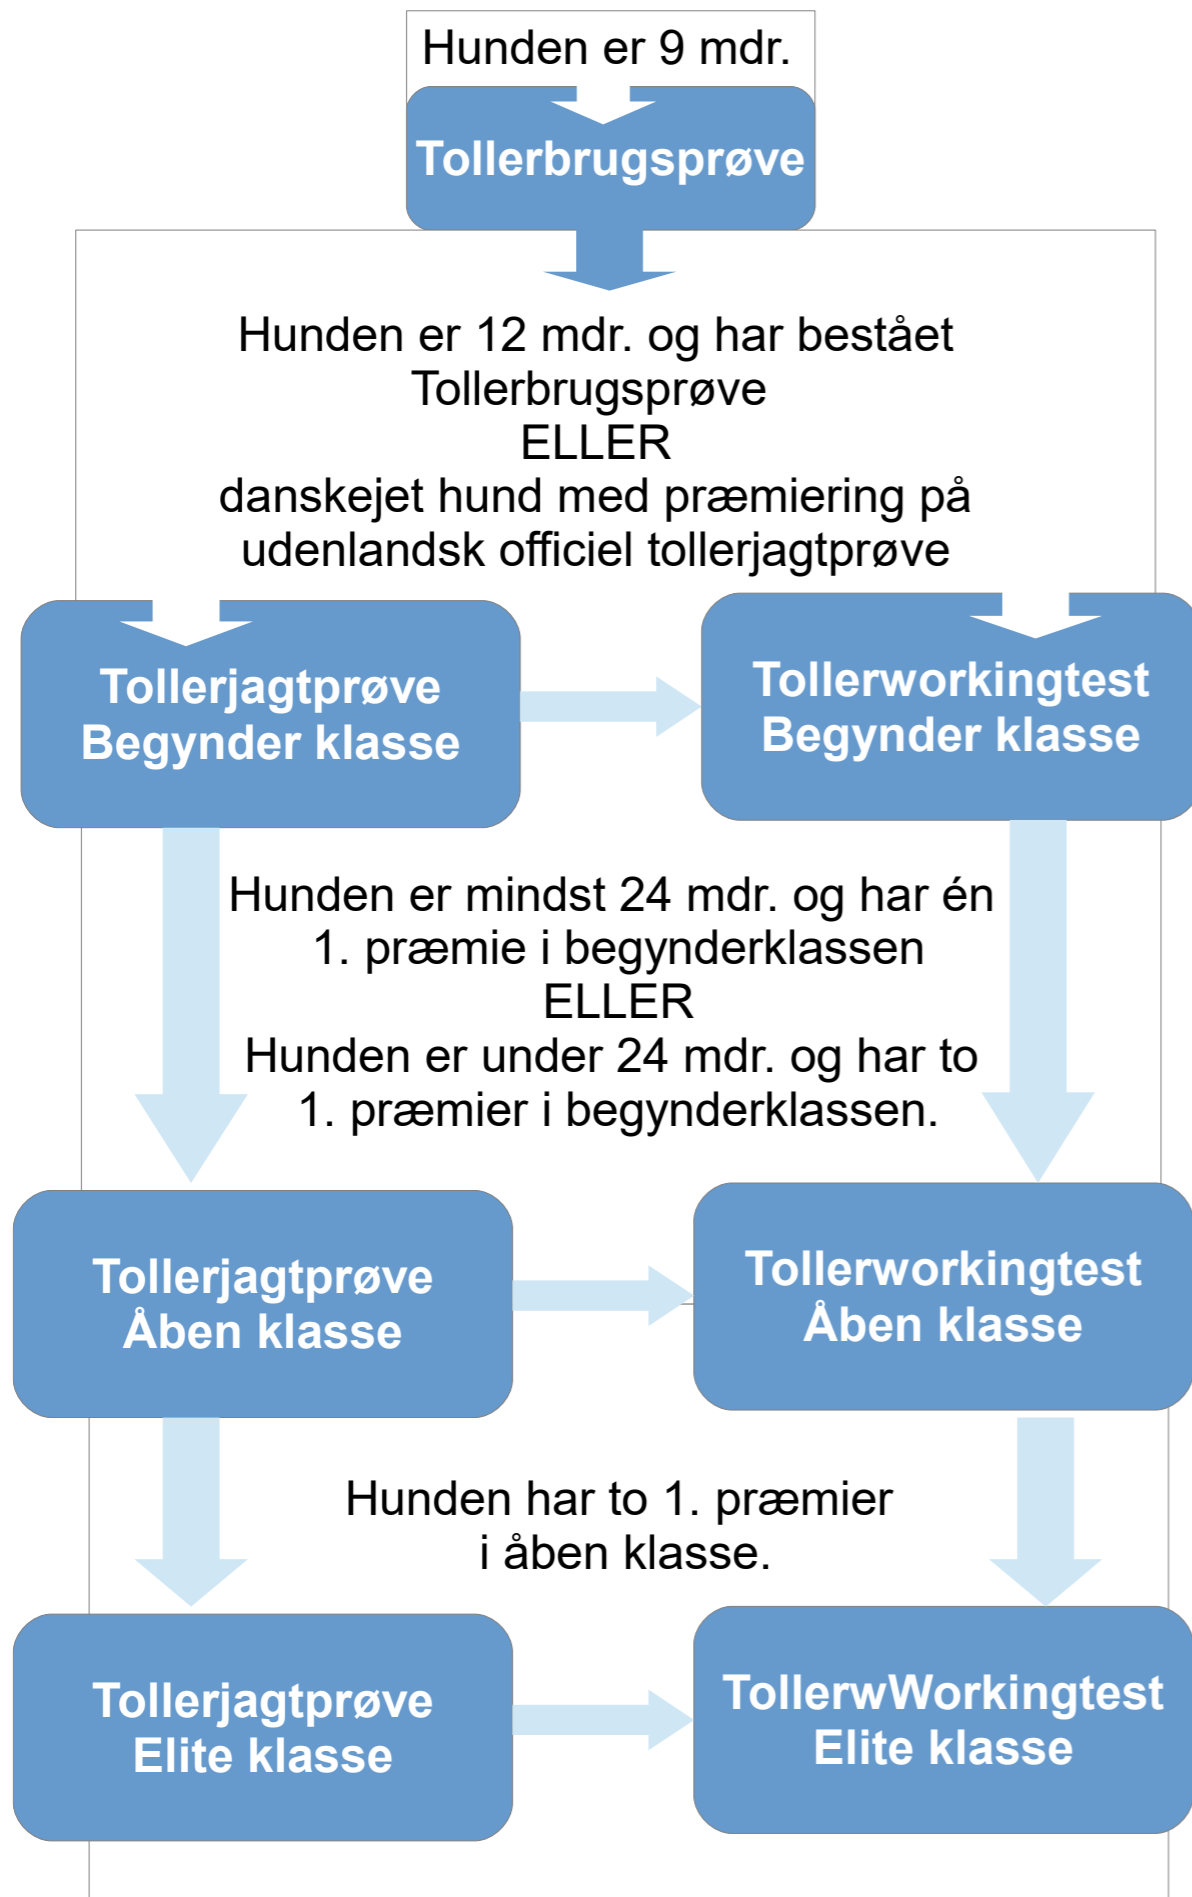 Hunden er 9 mdr.
Tollerbrugsprøve
Hunden er 12 mdr. og har bestået
Tollerbrugsprøve
ELLER
danskejet hund med præmiering på
udenlandsk officiel tollerjagtprøve
Tollerjagtprøve
Begynder klasse
Tollerworkingtest
Begynder klasse
Hunden er mindst 24 mdr. og har én
1. præmie i begynderklassen
ELLER
Hunden er under 24 mdr. og har to
1. præmier i begynderklassen.
Tollerjagtprøve
Åben klasse
Tollerworkingtest
Åben klasse
Hunden har to 1. præmier
i åben klasse.
Tollerjagtprøve
Elite klasse
TollerwWorkingtest
Elite klasse